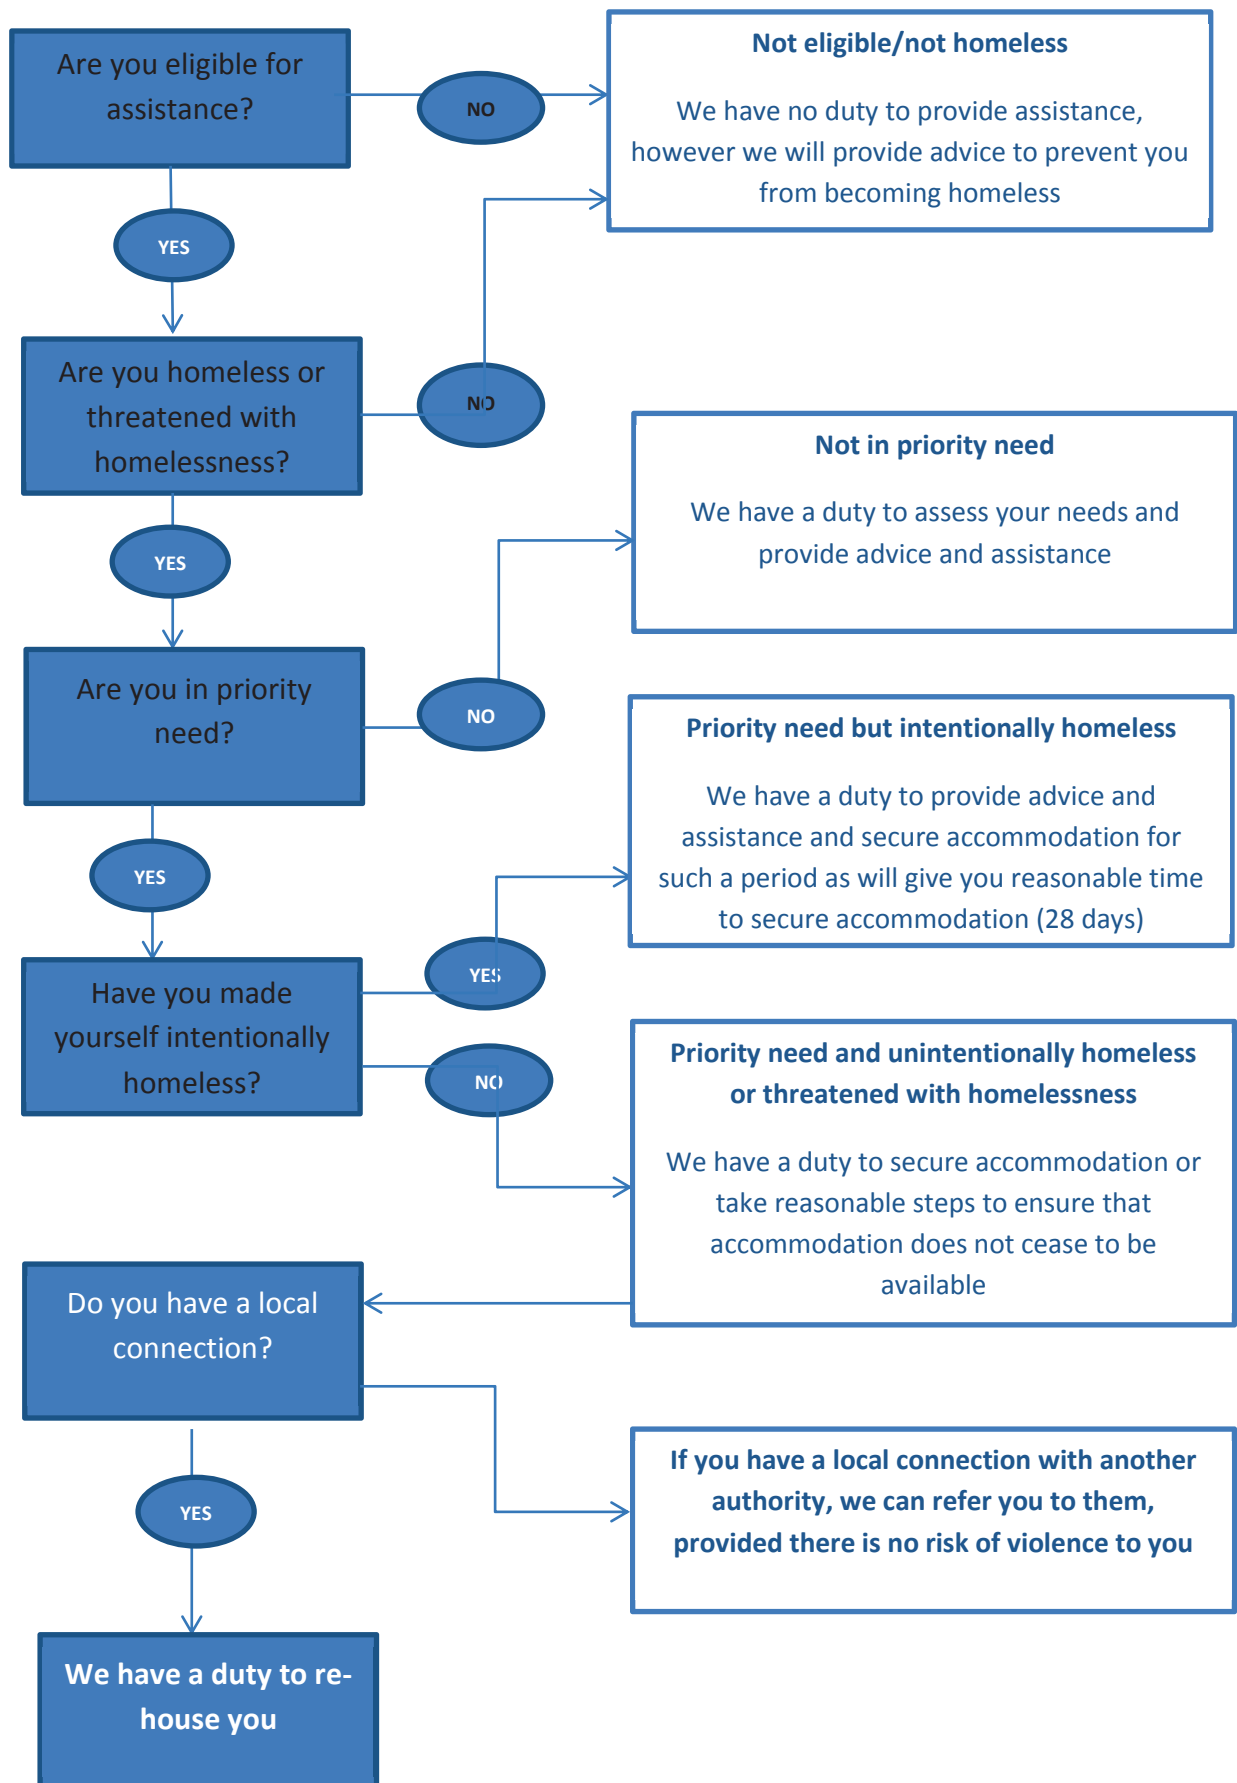 Are you eligible for
assistance?
NO
Not eligible/not homeless
We have no duty to provide assistance,
however we will provide advice to prevent you
from becoming homeless
YES
Are you homeless or
threatened with
homelessness?
NO
Not in priority need
We have a duty to assess your needs and
provide advice and assistance
YES
Are you in priority
need?
NO
Priority need but intentionally homeless
We have a duty to provide advice and
assistance and secure accommodation for
such a period as will give you reasonable time
to secure accommodation (28 days)
YES
Have you made
yourself intentionally
homeless?
YES
NO
Priority need and unintentionally homeless
or threatened with homelessness
We have a duty to secure accommodation or
take reasonable steps to ensure that
accommodation does not cease to be
available
Do you have a local
connection?
If you have a local connection with another
authority, we can refer you to them,
provided there is no risk of violence to you
YES
We have a duty to re-
house you